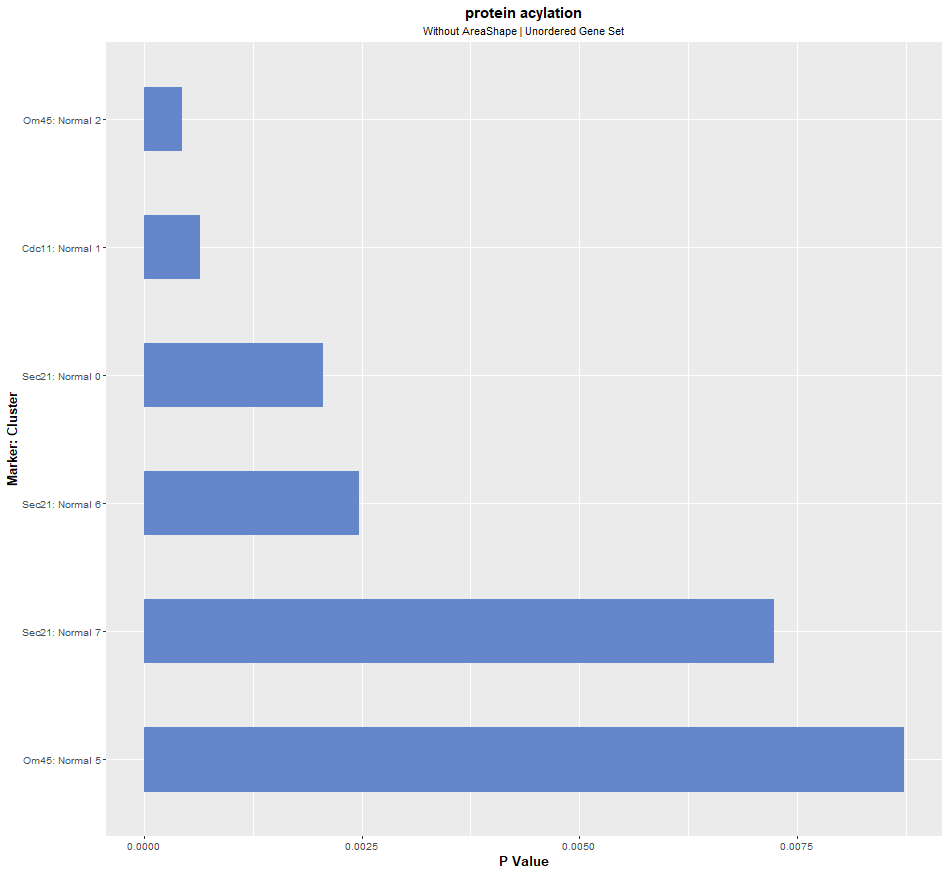 protein acylation
Without AreaShape | Unordered Gene Set
Marker: Cluster
Om45: Normal 2
Cdc11: Normal 1
Sec21: Normal 0
Sec21: Normal 6
Sec21: Normal 7
Om45: Normal 5
0.0000 0.0025 0.0050 0.0075
P Value